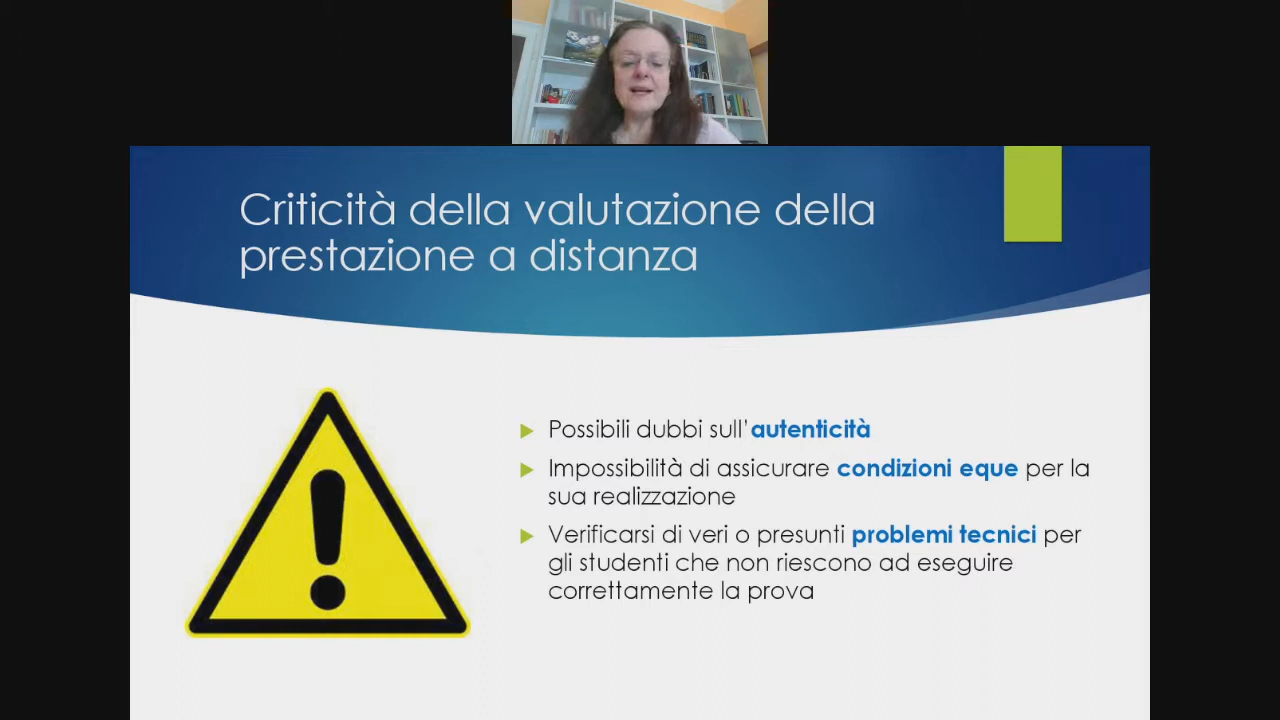 Criticità della valutazione della
prestazione a distanza
Possibili dubbi sull'autenticità
Impossibilità di assicurare condizioni eque per la
sua realizzazione
Verificarsi di veri o presunti problemi tecnici per
gli studenti che non riescono ad eseguire
correttamente la prova